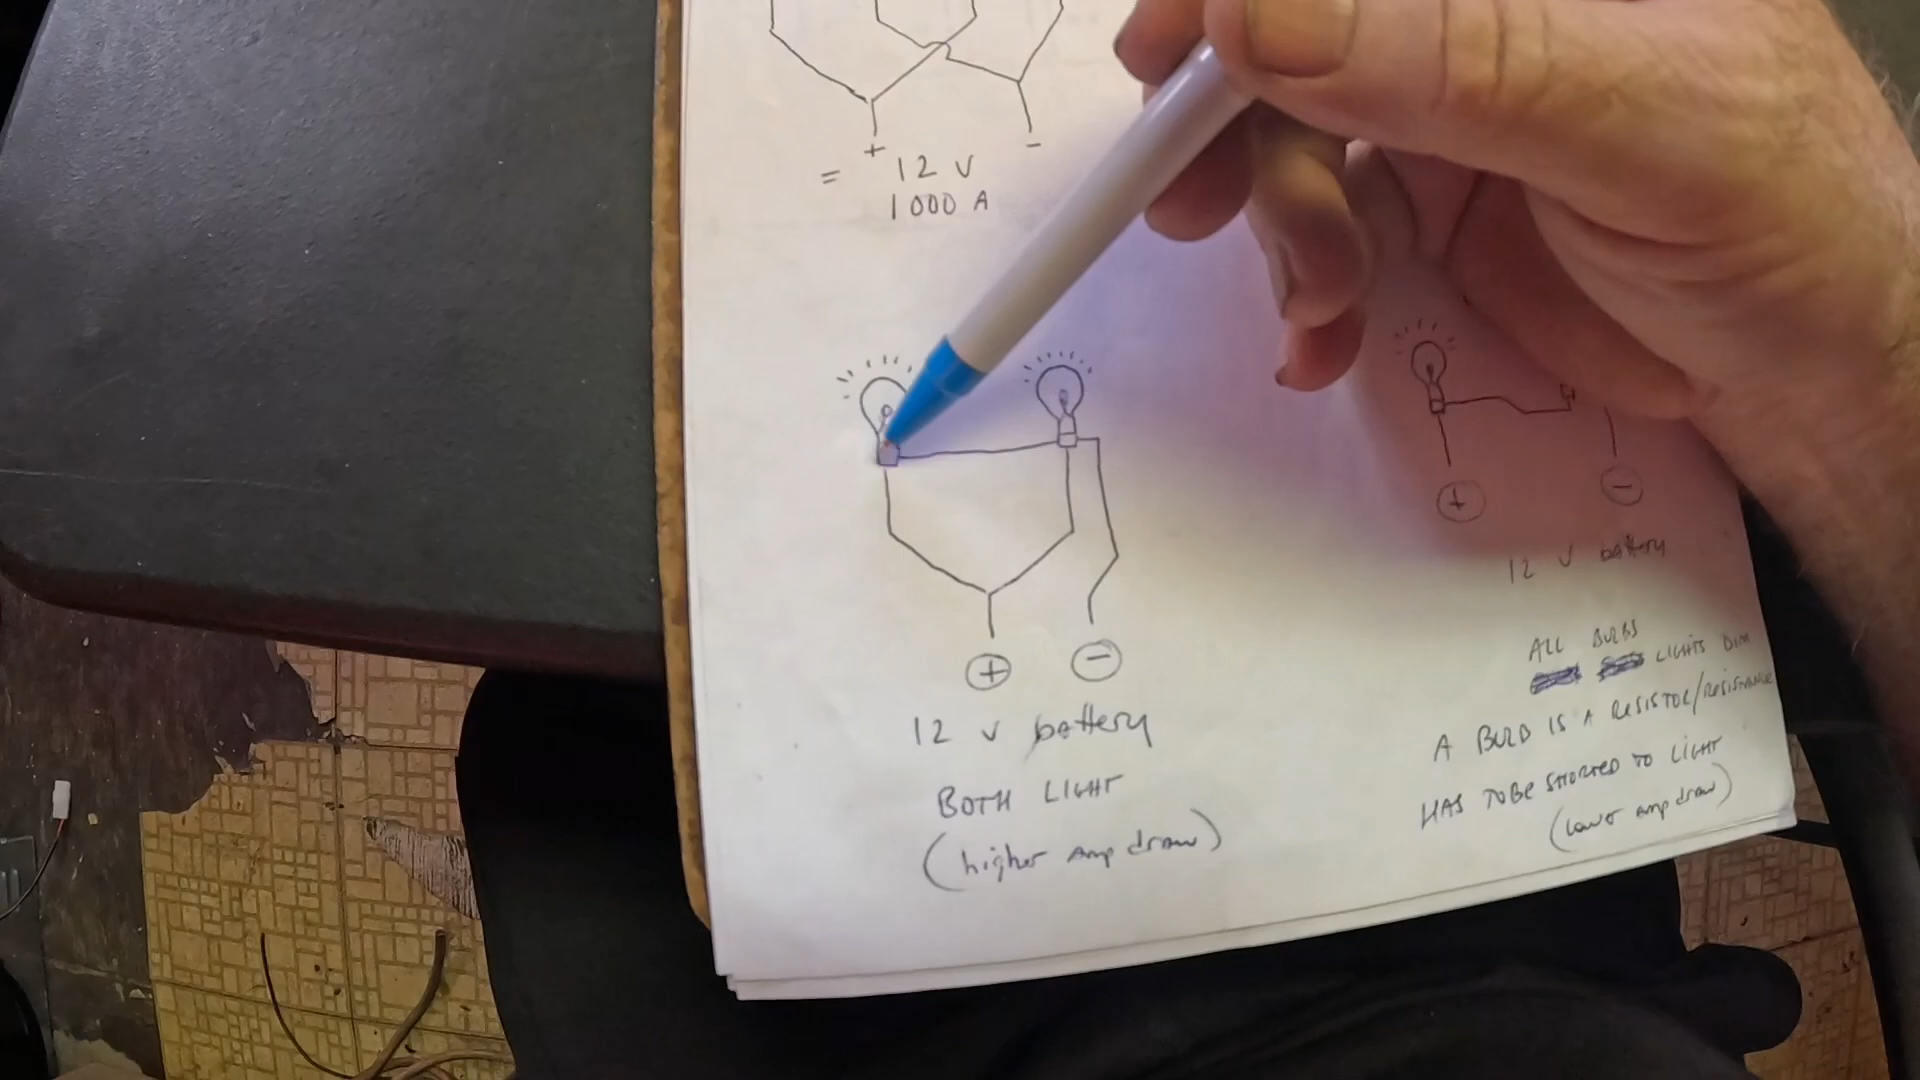 + -
= 12 V
1000 A
+ -
12 v battery
BOTH LIGHT
(higher amp draw)
+ -
12 v battery
ALL BULBS
LIGHTS DIM
A BULB IS A RESISTOR/RESISTANCE
HAS TO BE SHORTED TO LIGHT
(lower amp draw)